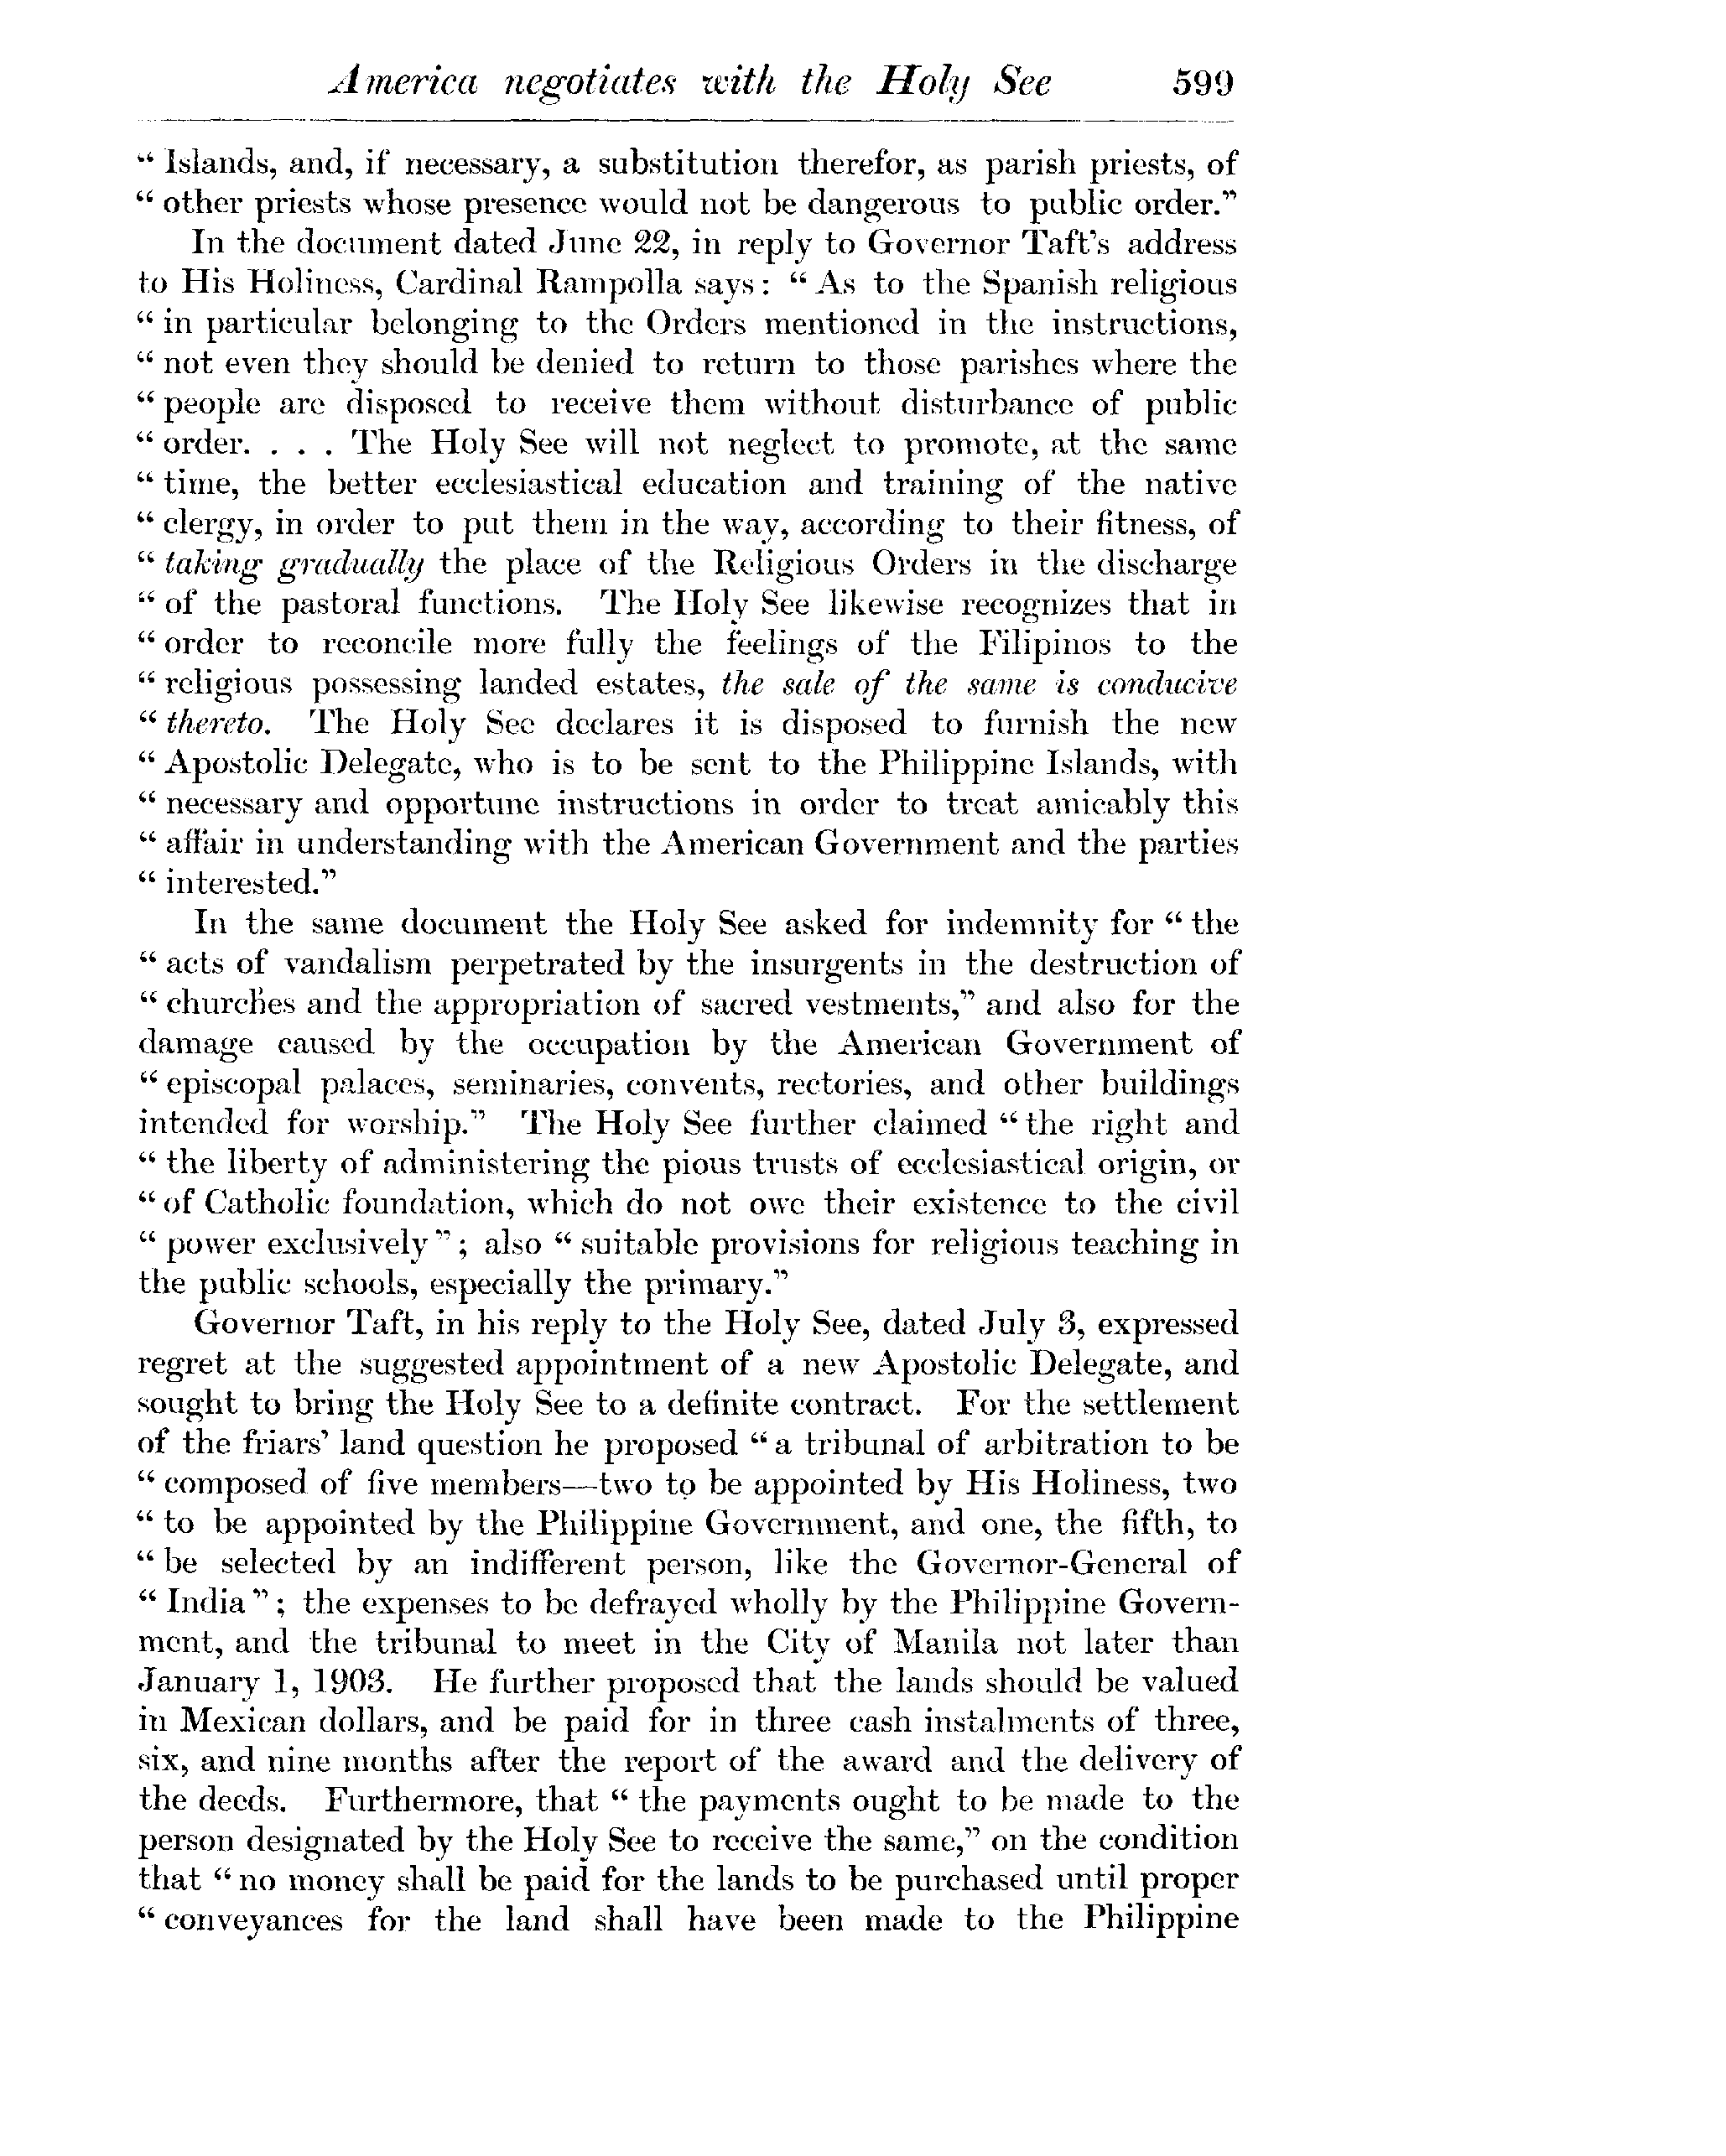 America negotiates with the Holy See 599
“ Islands, and, if necessary, a substitution therefor, as parish priests, of
“ other priests whose presence would not be dangerous to public order.”
In the document dated June 22, in reply to Governor Taft’s address
to His Holiness, Cardinal Rampolla says: “ As to the Spanish religious
“ in particular belonging to the Orders mentioned in the instructions,
“ not even they should be denied to return to those parishes where the
“ people are disposed to receive them without disturbance of public
“ order. . . . The Holy See will not neglect to promote, at the same
“ time, the better ecclesiastical education and training of the native
“ clergy, in order to put them in the way, according to their fitness, of
“ taking gradually the place of the Religious Orders in the discharge
“ of the pastoral functions. The Holy See likewise recognizes that in
“ order to reconcile more fully the feelings of the Filipinos to the
“ religious possessing landed estates, the sale of the same is conducive
“ thereto. The Holy See declares it is disposed to furnish the new
“ Apostolic Delegate, who is to be sent to the Philippine Islands, with
“ necessary and opportune instructions in order to treat amicably this
“ affair in understanding with the American Government and the parties
“ interested.”
In the same document the Holy See asked for indemnity for “ the
“ acts of vandalism perpetrated by the insurgents in the destruction of
“ churches and the appropriation of sacred vestments,” and also for the
damage caused by the occupation by the American Government of
“ episcopal palaces, seminaries, convents, rectories, and other buildings
intended for worship.” The Holy See further claimed “ the right and
“ the liberty of administering the pious trusts of ecclesiastical origin, or
“ of Catholic foundation, which do not owe their existence to the civil
“ power exclusively ” ; also “ suitable provisions for religious teaching in
the public schools, especially the primary.”
Governor Taft, in his reply to the Holy See, dated July 3, expressed
regret at the suggested appointment of a new Apostolic Delegate, and
sought to bring the Holy See to a definite contract. For the settlement
of the friars’ land question he proposed “ a tribunal of arbitration to be
“ composed of five members—two to be appointed by His Holiness, two
“ to be appointed by the Philippine Government, and one, the fifth, to
“ be selected by an indifferent person, like the Governor-General of
“ India ” ; the expenses to be defrayed wholly by the Philippine Govern-
ment, and the tribunal to meet in the City of Manila not later than
January 1, 1903. He further proposed that the lands should be valued
in Mexican dollars, and be paid for in three cash instalments of three,
six, and nine months after the report of the award and the delivery of
the deeds. Furthermore, that “ the payments ought to be made to the
person designated by the Holy See to receive the same,” on the condition
that “ no money shall be paid for the lands to be purchased until proper
“ conveyances for the land shall have been made to the Philippine